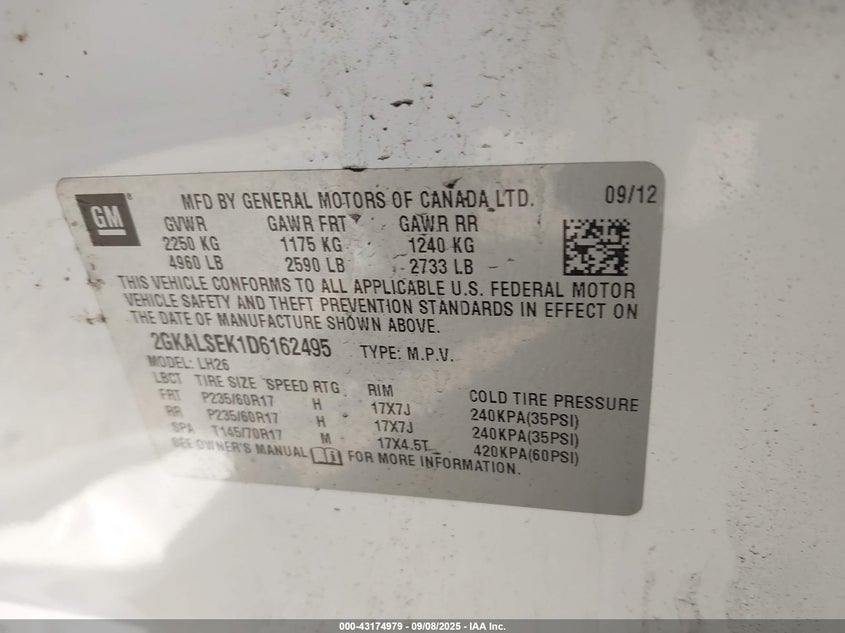 GM
MFD BY GENERAL MOTORS OF CANADA LTD. 09/12
GVWR GAWR FRT GAWR RR
2250 KG 1175 KG 1240 KG
4960 LB 2590 LB 2733 LB
THIS VEHICLE CONFORMS TO ALL APPLICABLE U.S. FEDERAL MOTOR
VEHICLE SAFETY AND THEFT PREVENTION STANDARDS IN EFFECT ON
THE DATE OF MANUFACTURE SHOWN ABOVE.
2GKALSEK1D6162495 TYPE: M.P.V.
MODEL: LH26
LBCT TIRE SIZE SPEED RTG RIM COLD TIRE PRESSURE
FRT P235/60R17 H 17X7J 240KPA(35PSI)
RR P235/60R17 H 17X7J 240KPA(35PSI)
SPA T145/70R17 M 17X4.5T 420KPA(60PSI)
SEE OWNER'S MANUAL FOR MORE INFORMATION.
000-43174979 - 09/08/2025 - IAA Inc.